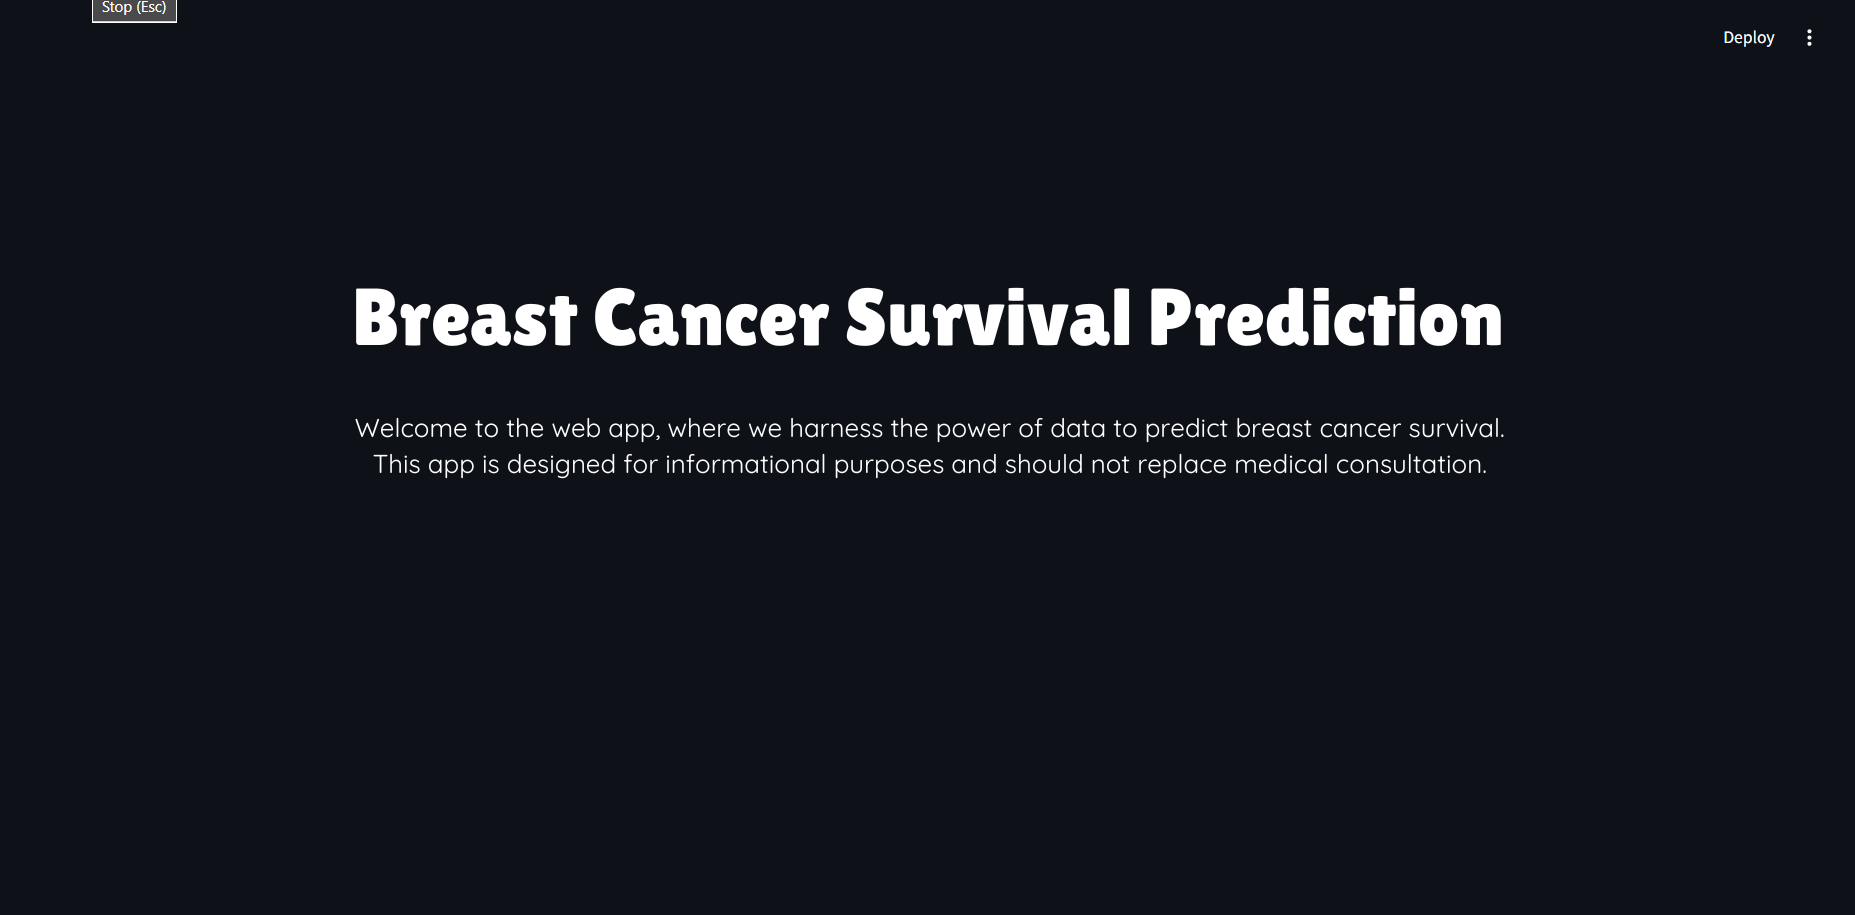 Stop (Esc)
Deploy
Breast Cancer Survival Prediction
Welcome to the web app, where we harness the power of data to predict breast cancer survival.
This app is designed for informational purposes and should not replace medical consultation.